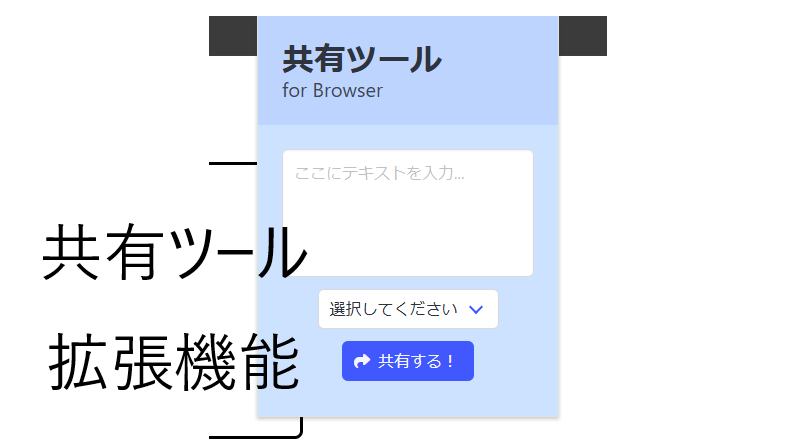 共有ツール
for Browser
ここにテキストを入力...
共有ツール
選択してください
拡張機能
共有する！